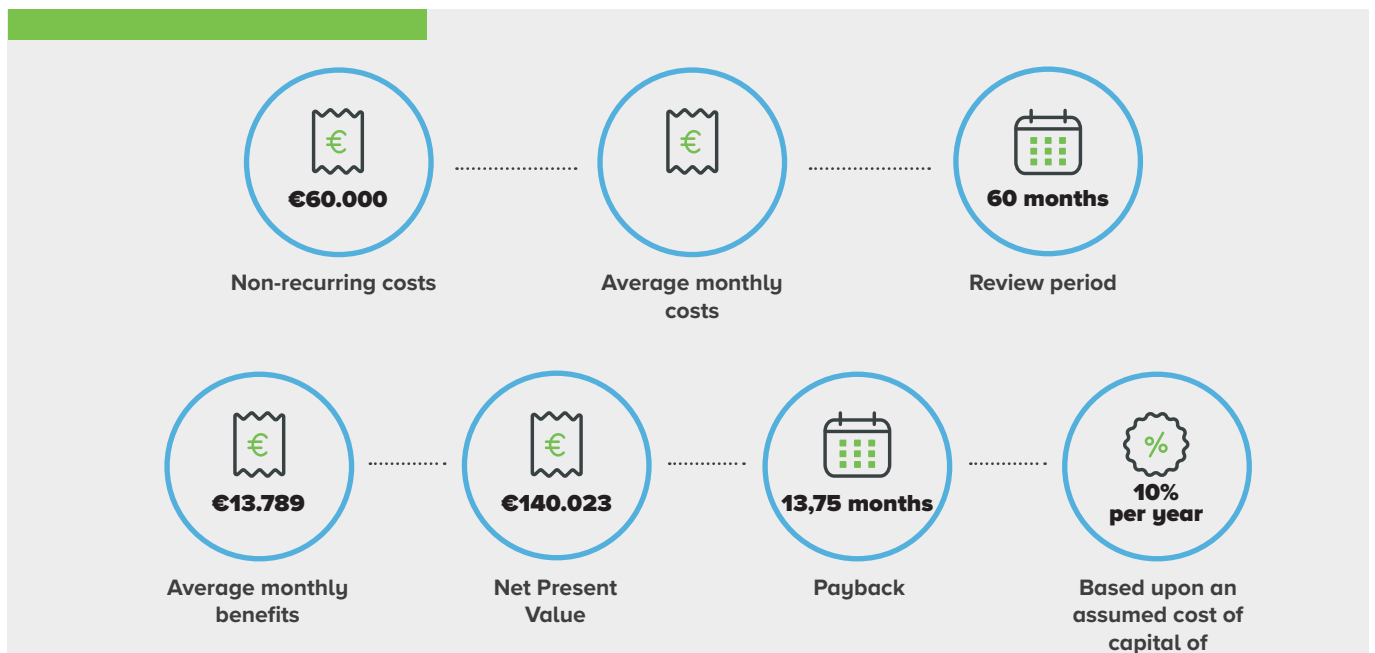 €
€60.000
Non-recurring costs
€
Average monthly
costs
60 months
Review period
€
€13.789
Average monthly
benefits
€
€140.023
Net Present
Value
13,75 months
Payback
%
10%
per year
Based upon an
assumed cost of
capital of